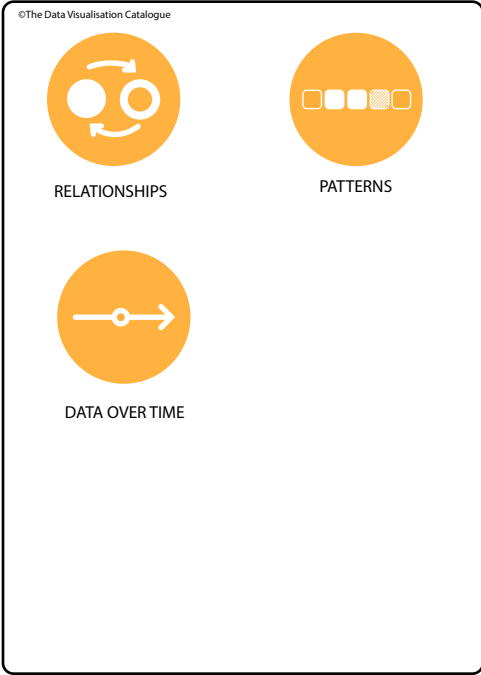 ©The Data Visualisation Catalogue
RELATIONSHIPS
PATTERNS
DATA OVER TIME